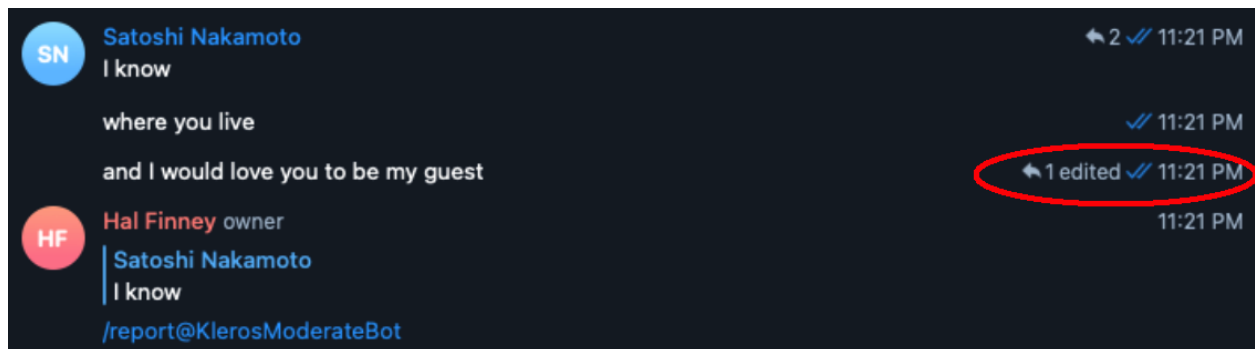 SN
Satoshi Nakamoto 2 11:21 PM
I know
where you live 11:21 PM
and I would love you to be my guest 1 edited 11:21 PM
HF
Hal Finney owner 11:21 PM
Satoshi Nakamoto
I know
/report@KlerosModerateBot